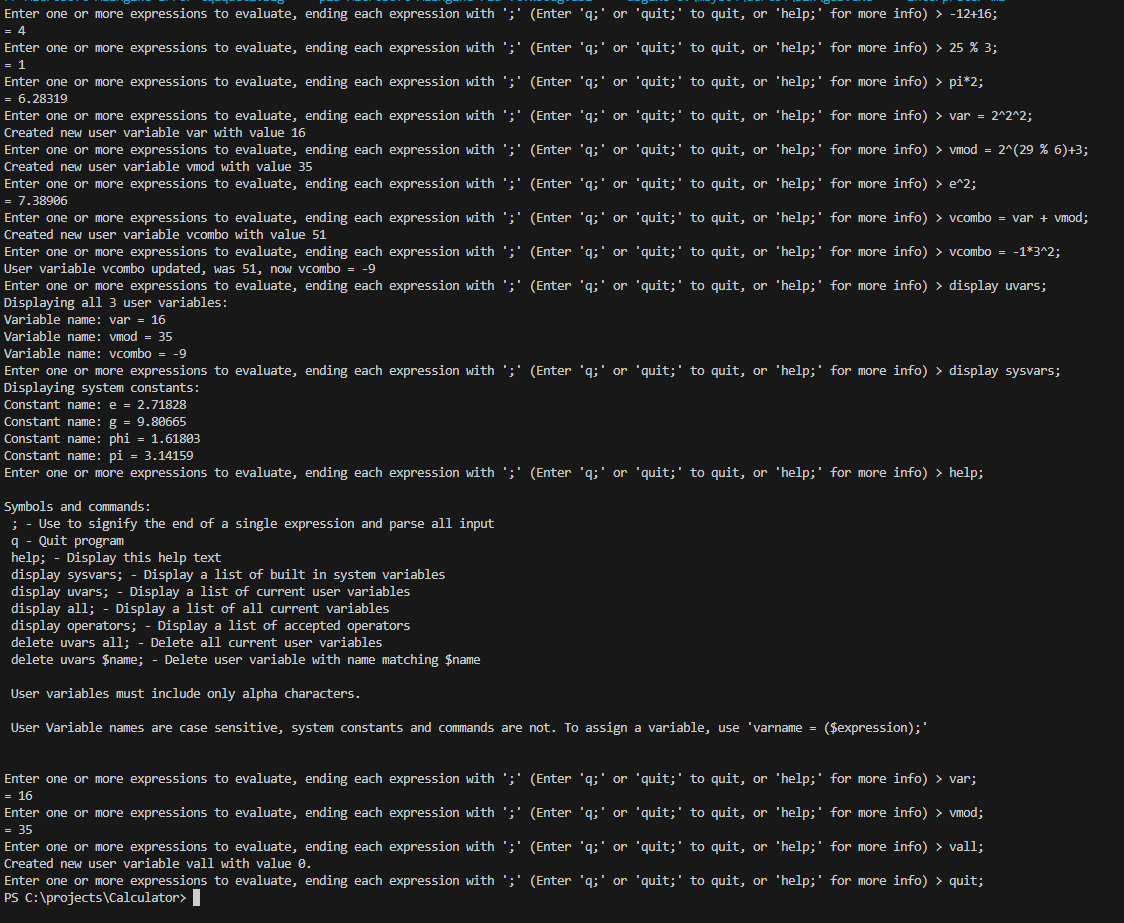 Enter one or more expressions to evaluate, ending each expression with ';' (Enter 'q;' or 'quit;' to quit, or 'help;' for more info) > -12+16;
= 4
Enter one or more expressions to evaluate, ending each expression with ';' (Enter 'q;' or 'quit;' to quit, or 'help;' for more info) > 25 % 3;
= 1
Enter one or more expressions to evaluate, ending each expression with ';' (Enter 'q;' or 'quit;' to quit, or 'help;' for more info) > pi*2;
= 6.28319
Enter one or more expressions to evaluate, ending each expression with ';' (Enter 'q;' or 'quit;' to quit, or 'help;' for more info) > var = 2^2^2;
Created new user variable var with value 16
Enter one or more expressions to evaluate, ending each expression with ';' (Enter 'q;' or 'quit;' to quit, or 'help;' for more info) > vmod = 2^(29 % 6)+3;
Created new user variable vmod with value 35
Enter one or more expressions to evaluate, ending each expression with ';' (Enter 'q;' or 'quit;' to quit, or 'help;' for more info) > e^2;
= 7.38906
Enter one or more expressions to evaluate, ending each expression with ';' (Enter 'q;' or 'quit;' to quit, or 'help;' for more info) > vcombo = var + vmod;
Created new user variable vcombo with value 51
Enter one or more expressions to evaluate, ending each expression with ';' (Enter 'q;' or 'quit;' to quit, or 'help;' for more info) > vcombo = -1*3^2;
User variable vcombo updated, was 51, now vcombo = -9
Enter one or more expressions to evaluate, ending each expression with ';' (Enter 'q;' or 'quit;' to quit, or 'help;' for more info) > display uvars;
Displaying all 3 user variables:
Variable name: var = 16
Variable name: vmod = 35
Variable name: vcombo = -9
Enter one or more expressions to evaluate, ending each expression with ';' (Enter 'q;' or 'quit;' to quit, or 'help;' for more info) > display sysvars;
Displaying system constants:
Constant name: e = 2.71828
Constant name: g = 9.80665
Constant name: phi = 1.61803
Constant name: pi = 3.14159
Enter one or more expressions to evaluate, ending each expression with ';' (Enter 'q;' or 'quit;' to quit, or 'help;' for more info) > help;
Symbols and commands:
; - Use to signify the end of a single expression and parse all input
q - Quit program
help; - Display this help text
display sysvars; - Display a list of built in system variables
display uvars; - Display a list of current user variables
display all; - Display a list of all current variables
display operators; - Display a list of accepted operators
delete uvars all; - Delete all current user variables
delete uvars $name; - Delete user variable with name matching $name
User variables must include only alpha characters.
User Variable names are case sensitive, system constants and commands are not. To assign a variable, use 'varname = ($expression);'
Enter one or more expressions to evaluate, ending each expression with ';' (Enter 'q;' or 'quit;' to quit, or 'help;' for more info) > var;
= 16
Enter one or more expressions to evaluate, ending each expression with ';' (Enter 'q;' or 'quit;' to quit, or 'help;' for more info) > vmod;
= 35
Enter one or more expressions to evaluate, ending each expression with ';' (Enter 'q;' or 'quit;' to quit, or 'help;' for more info) > vall;
Created new user variable vall with value 0.
Enter one or more expressions to evaluate, ending each expression with ';' (Enter 'q;' or 'quit;' to quit, or 'help;' for more info) > quit;
PS C:\projects\Calculator>